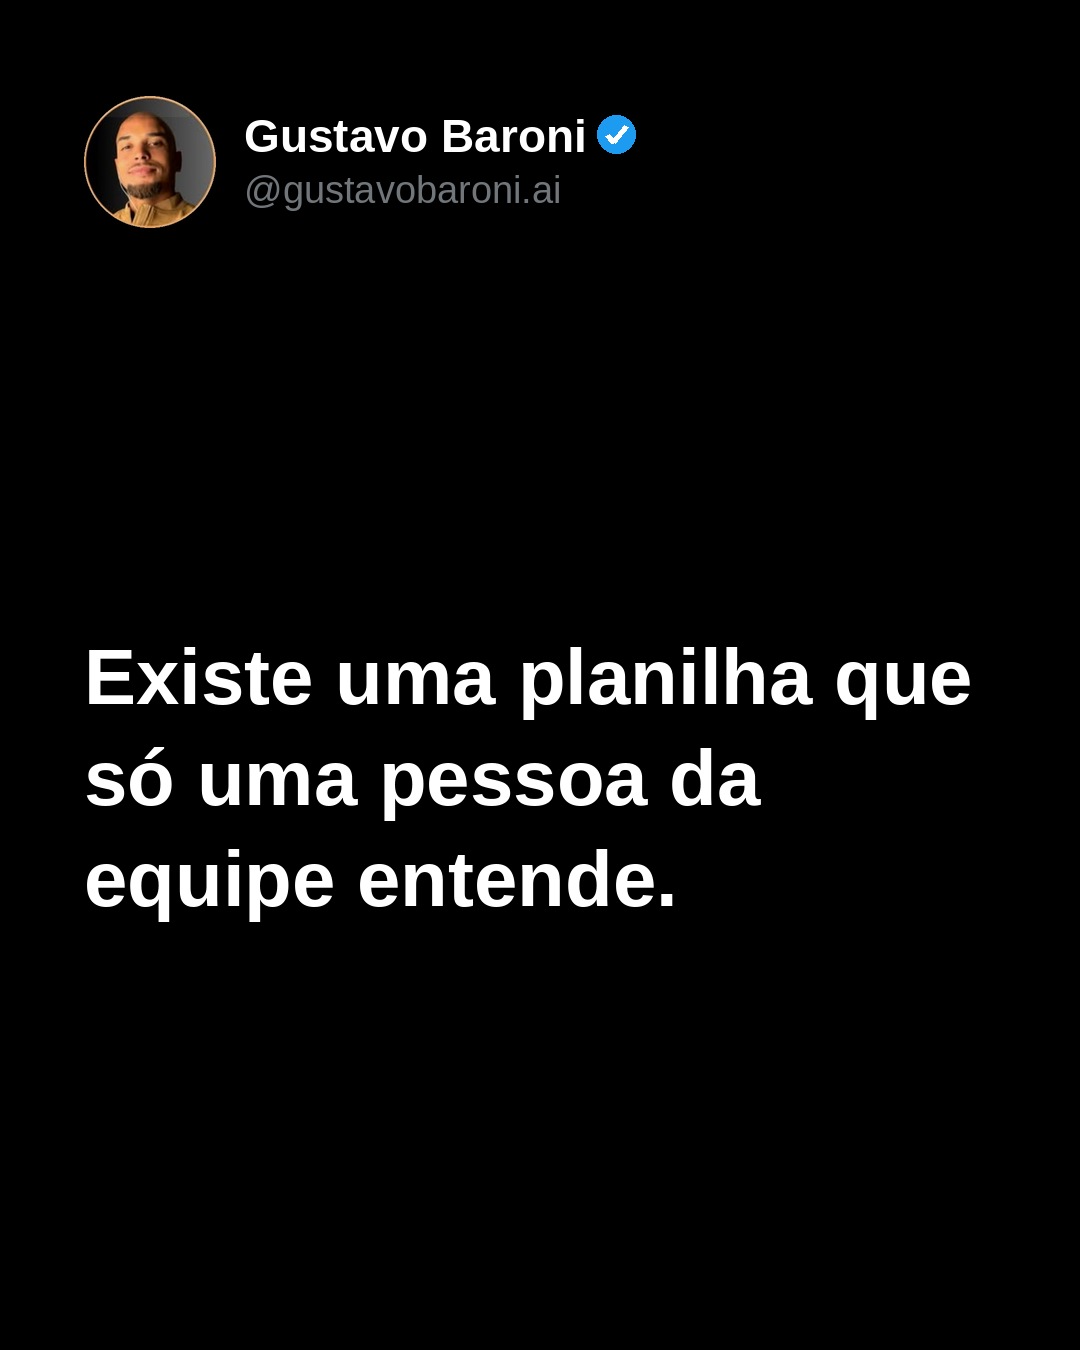 Gustavo Baroni
@gustavobaroni.ai
Existe uma planilha que
só uma pessoa da
equipe entende.